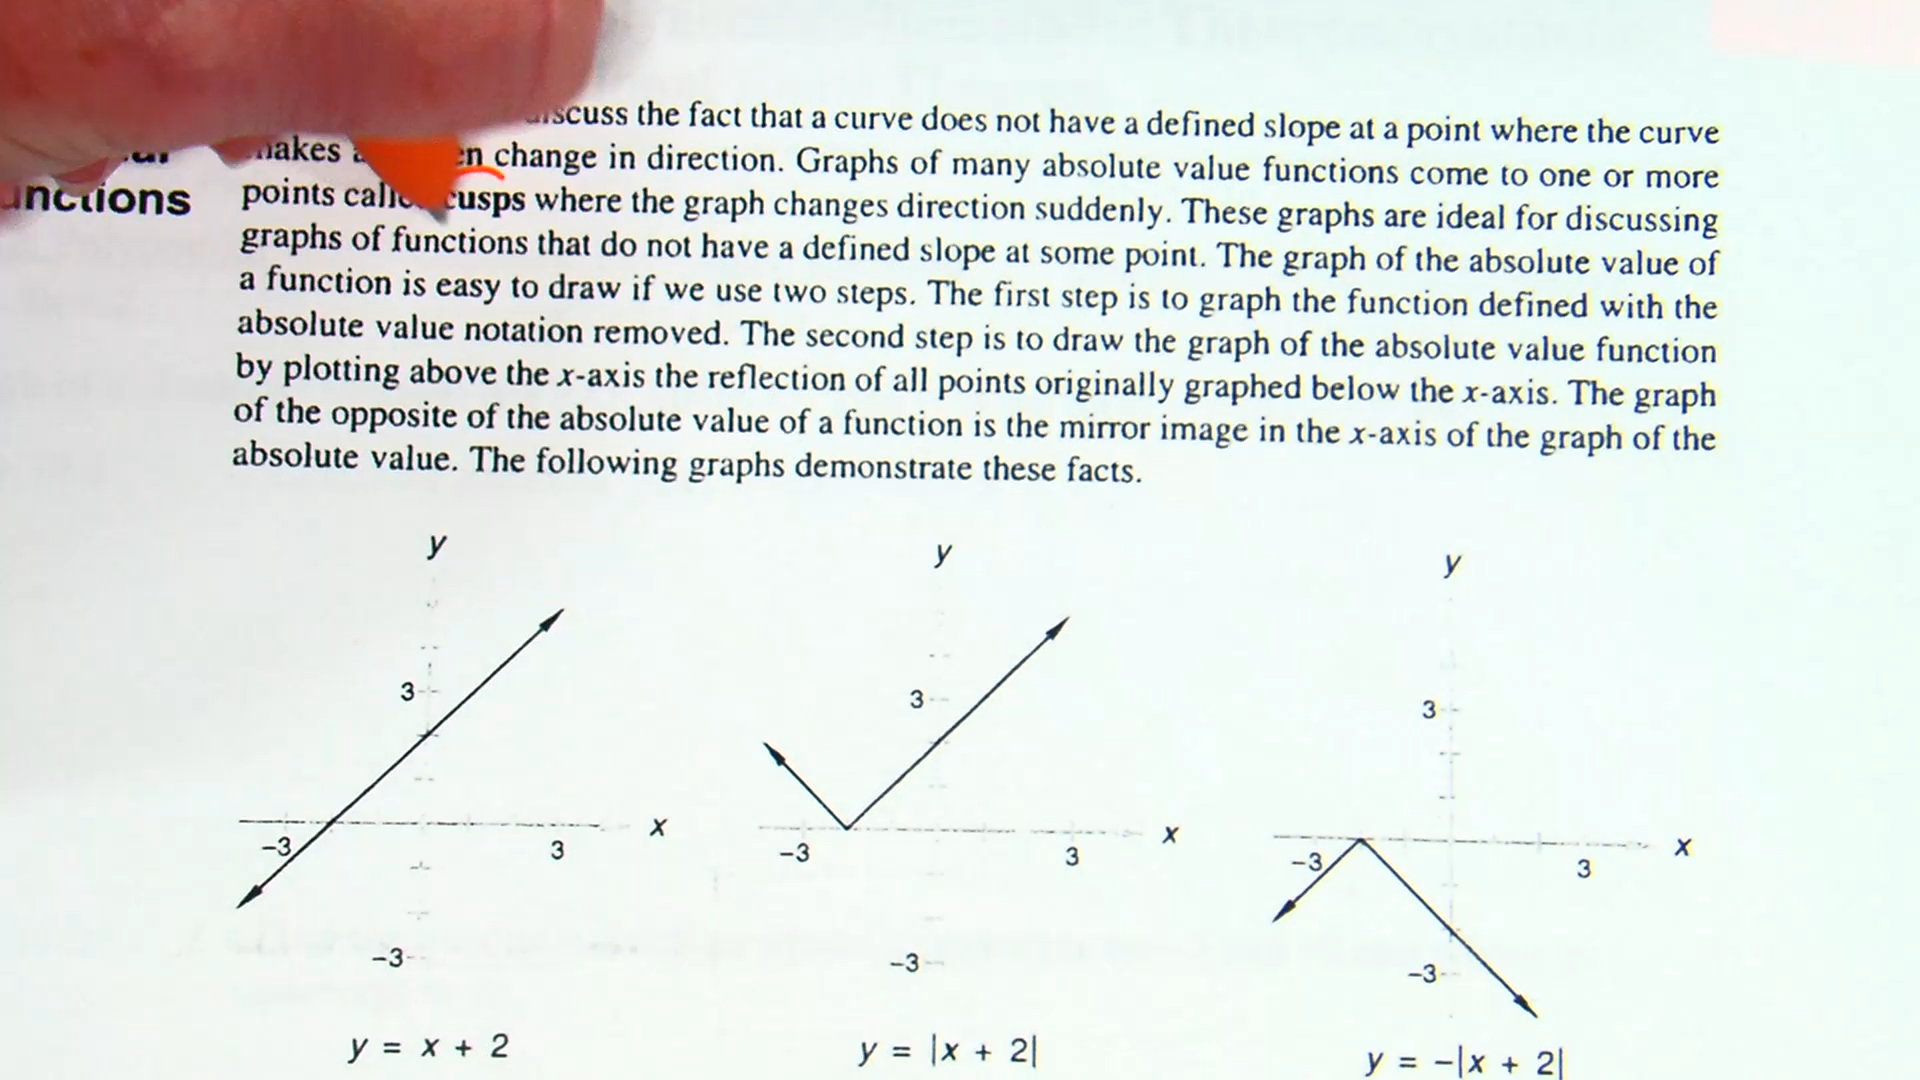 scuss the fact that a curve does not have a defined slope at a point where the curve
makes change in direction. Graphs of many absolute value functions come to one or more
points cusps where the graph changes direction suddenly. These graphs are ideal for discussing
graphs of functions that do not have a defined slope at some point. The graph of the absolute value of
a function is easy to draw if we use two steps. The first step is to graph the function defined with the
absolute value notation removed. The second step is to draw the graph of the absolute value function
by plotting above the x-axis the reflection of all points originally graphed below the x-axis. The graph
of the opposite of the absolute value of a function is the mirror image in the x-axis of the graph of the
absolute value. The following graphs demonstrate these facts.
unctions
y
3
-3
3
x
-3
y = x + 2
y
3
-3
3
x
-3
y = |x + 2|
y
3
-3
3
x
-3
y = -|x + 2|